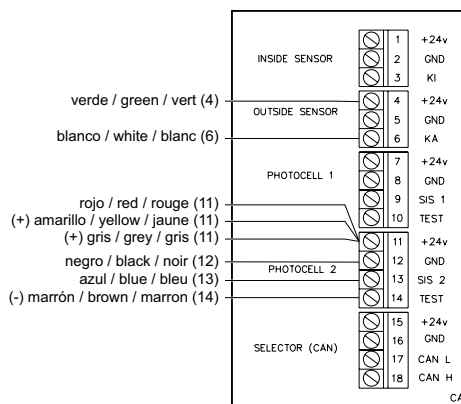 1 +24v
INSIDE SENSOR 2 GND
3 KI
verde / green / vert (4) 4 +24v
OUTSIDE SENSOR 5 GND
blanco / white / blanc (6) 6 KA
7 +24v
PHOTOCELL 1 8 GND
9 SIS 1
10 TEST
rojo / red / rouge (11)
(+) amarillo / yellow / jaune (11)
(+) gris / grey / gris (11) 11 +24v
negro / black / noir (12) 12 GND
PHOTOCELL 2
azul / blue / bleu (13) 13 SIS 2
(-) marrón / brown / marron (14) 14 TEST
15 +24v
16 GND
SELECTOR (CAN) 17 CAN L
18 CAN H
CA